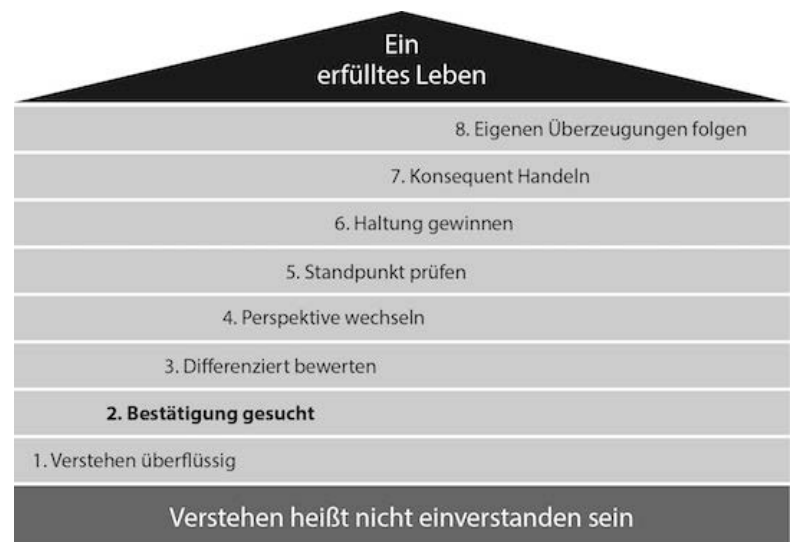 Ein
erfülltes Leben
8. Eigenen Überzeugungen folgen
7. Konsequent Handeln
6. Haltung gewinnen
5. Standpunkt prüfen
4. Perspektive wechseln
3. Differenziert bewerten
2. Bestätigung gesucht
1. Verstehen überflüssig
Verstehen heißt nicht einverstanden sein